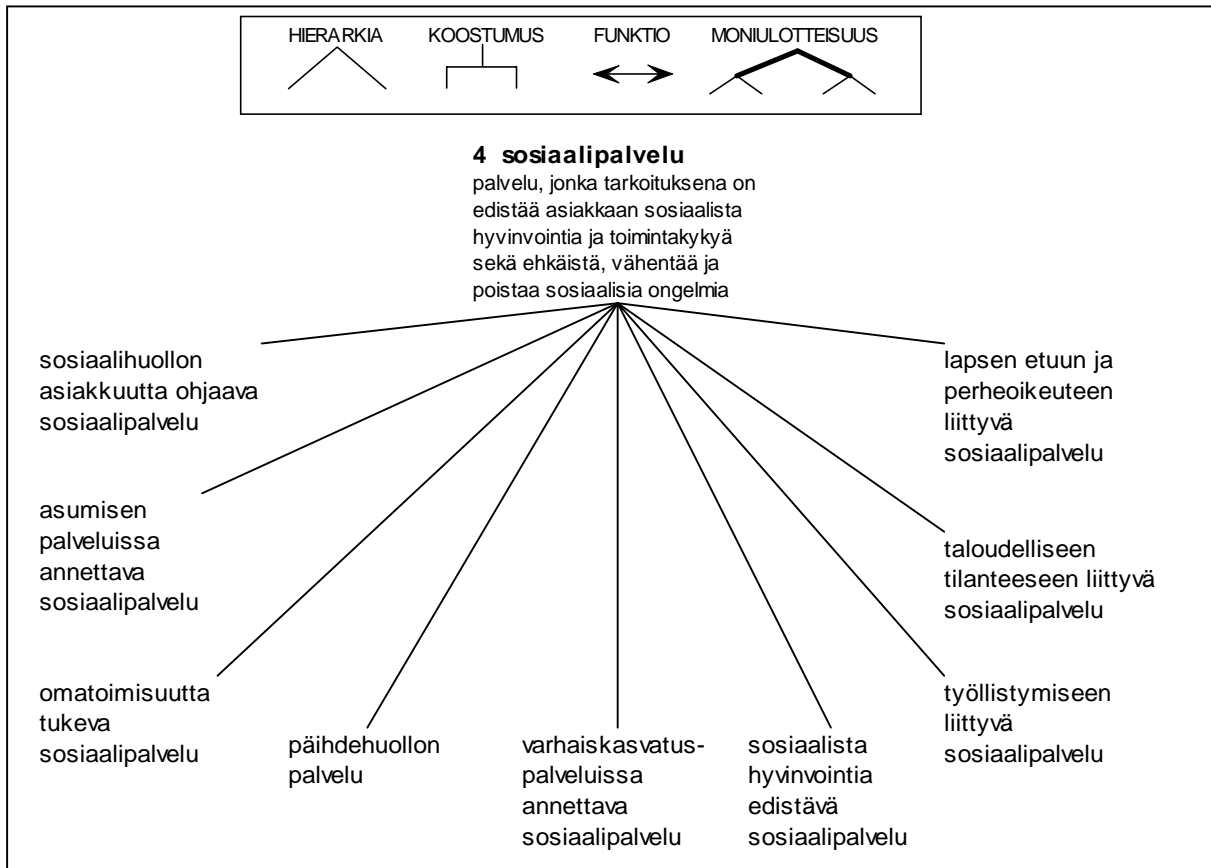 HIERARKIA KOOSTUMUS FUNKTIO MONIULOTTEISUUS
4 sosiaalipalvelu
palvelu, jonka tarkoituksena on
edistää asiakkaan sosiaalista
hyvinvointia ja toimintakykyä
sekä ehkäistä, vähentää ja
poistaa sosiaalisia ongelmia
sosiaalihuollon
asiakkuutta ohjaava
sosiaalipalvelu
asumisen
palveluissa
annettava
sosiaalipalvelu
omatoimisuutta
tukeva
sosiaalipalvelu
päihdehuollon
palvelu
varhaiskasvatus-
palveluissa
annettava
sosiaalipalvelu
sosiaalista
hyvinvointia
edistävä
sosiaalipalvelu
työllistymiseen
liittyvä
sosiaalipalvelu
taloudelliseen
tilanteeseen liittyvä
sosiaalipalvelu
lapsen etuun ja
perheoikeuteen
liittyvä
sosiaalipalvelu